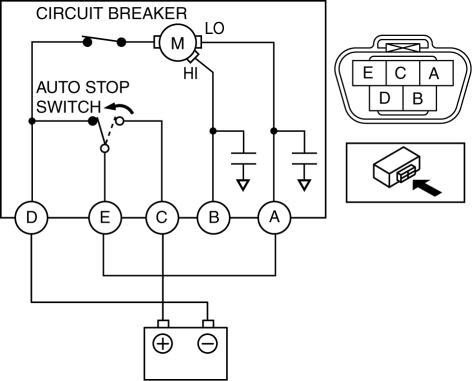 CIRCUIT BREAKER
LO
M
HI
AUTO STOP
SWITCH
E C A
D B
D E C B A
+ −